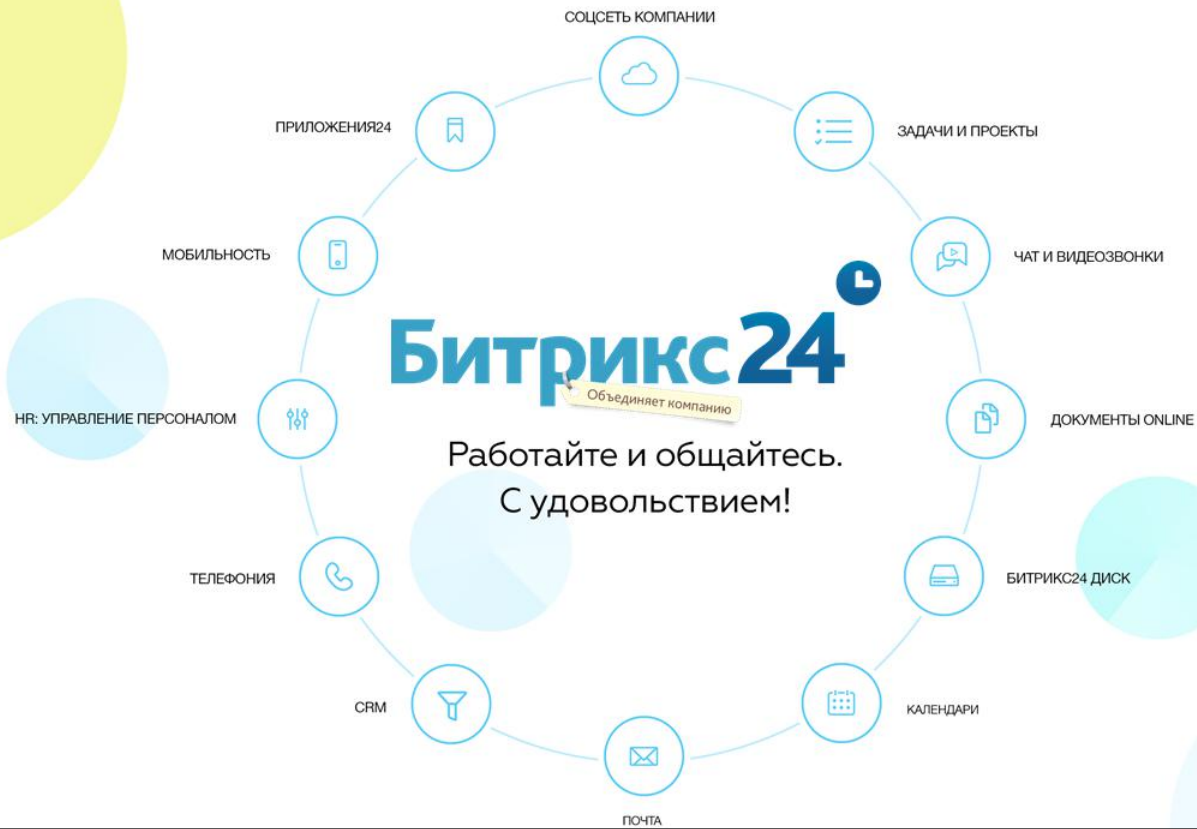 СОЦСЕТЬ КОМПАНИИ
ПРИЛОЖЕНИЯ24
ЗАДАЧИ И ПРОЕКТЫ
МОБИЛЬНОСТЬ
ЧАТ И ВИДЕОЗВОНКИ
Битрикс24
Объединяет компанию
HR: УПРАВЛЕНИЕ ПЕРСОНАЛОМ
ДОКУМЕНТЫ ONLINE
Работайте и общайтесь.
С удовольствием!
ТЕЛЕФОНИЯ
БИТРИКС24 ДИСК
CRM
КАЛЕНДАРИ
ПОЧТА